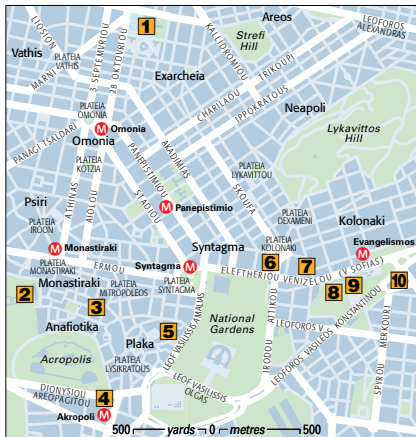 1
Areos
LEOFOROS
ALEXANDRAS
LIOSION
3 SEPTEMVRIOU
28 OKTOVRIOU
KALLIDROMIOU
Strefi
Hill
Vathis
PLATEIA
VATHIS
MARNI
Exarcheia
CHARILAOU TRIKOUPI
IPPOKRATOUS
Neapoli
PLATEIA
OMONIA
M Omonia
Omonia
PANAGI TSALDARI
PLATEIA
KOTZIA
AKADIMIAS
PANEPISTIMIOU
STADIOU
SKOUFA
PLATEIA
LYKAVITTOU
Lykavittos
Hill
Psiri
PLATEIA
IROON
ATHINAS
AIOLOU
M Panepistimio
PLATEIA
DEXAMENI
Kolonaki
M Monastiraki
PLATEIA
MONASTIRAKI
ERMOU
Syntagma
Syntagma M
PLATEIA
KOLONAKI
Evangelismos
M
6
7
ELEFTHERIOU VENIZELOU (V SOFIAS)
8
9
10
2
Monastiraki
3
PLATEIA
MITROPOLEOS
PLATEIA
SYNTAGMA
Anafiotika
5
Plaka
LEOF VASILISSIS AMALIAS
National
Gardens
IRODOU ATTIKOU
LEOFOROS V
LEOFOROS VASILEOS KONSTANTINOU
SPYROU MERKOURI
Acropolis
PLATEIA
LYSIKRATOUS
DIONYSIOU
AREOPAGITOU
4
Akropoli M
LEOF VASILISSIS
OLGAS
500 yards 0 metres 500